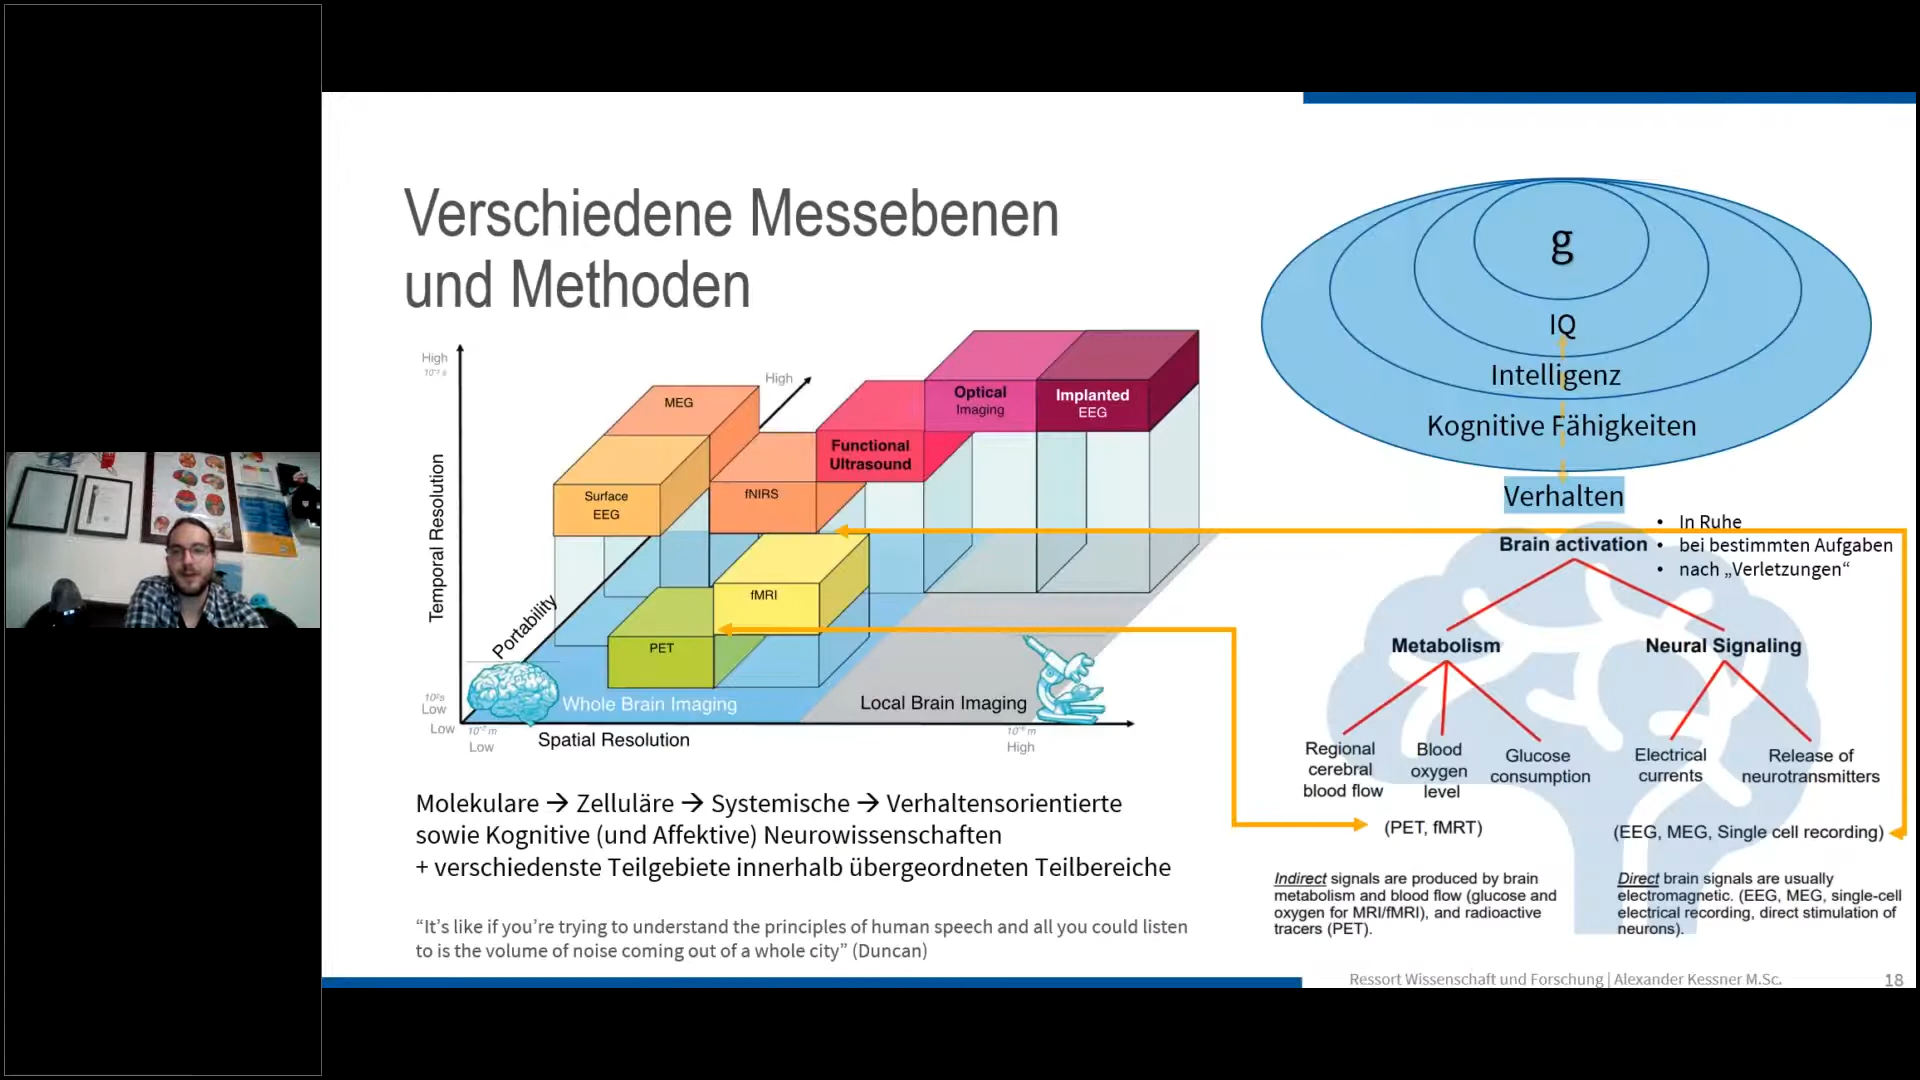 Verschiedene Messebenen
und Methoden
High
10⁻³ s
High
MEG
Surface
EEG
fNIRS
Functional
Ultrasound
Optical
Imaging
Implanted
EEG
fMRI
PET
Temporal Resolution
Portability
Whole Brain Imaging
Local Brain Imaging
10²s
Low
Low
10⁻² m
Low
Spatial Resolution
10⁻⁶ m
High
Molekulare → Zelluläre → Systemische → Verhaltensorientierte
sowie Kognitive (und Affektive) Neurowissenschaften
+ verschiedenste Teilgebiete innerhalb übergeordneten Teilbereiche
“It’s like if you’re trying to understand the principles of human speech and all you could listen
to is the volume of noise coming out of a whole city” (Duncan)
g
IQ
Intelligenz
Kognitive Fähigkeiten
Verhalten
• In Ruhe
• bei bestimmten Aufgaben
• nach „Verletzungen“
Brain activation
Metabolism
Neural Signaling
Regional
cerebral
blood flow
Blood
oxygen
level
Glucose
consumption
Electrical
currents
Release of
neurotransmitters
(PET, fMRT)
(EEG, MEG, Single cell recording)
Indirect signals are produced by brain
metabolism and blood flow (glucose and
oxygen for MRI/fMRI), and radioactive
tracers (PET).
Direct brain signals are usually
electromagnetic. (EEG, MEG, single-cell
electrical recording, direct stimulation of
neurons).
Ressort Wissenschaft und Forschung | Alexander Kessner M.Sc.
18